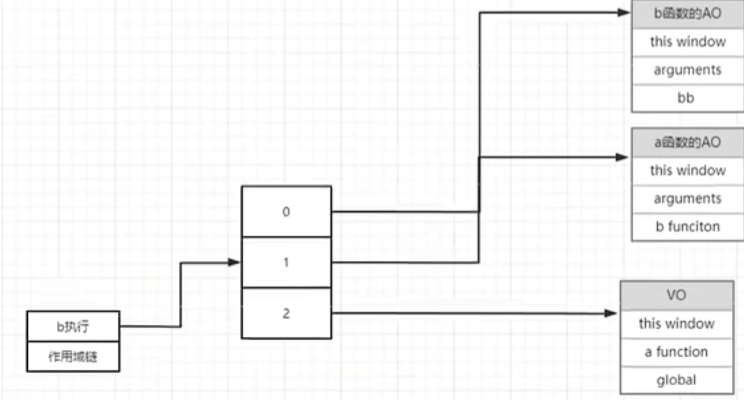 b函数的AO
this window
arguments
bb
a函数的AO
this window
arguments
b funciton
0
1
2
VO
this window
a function
global
b执行
作用域链